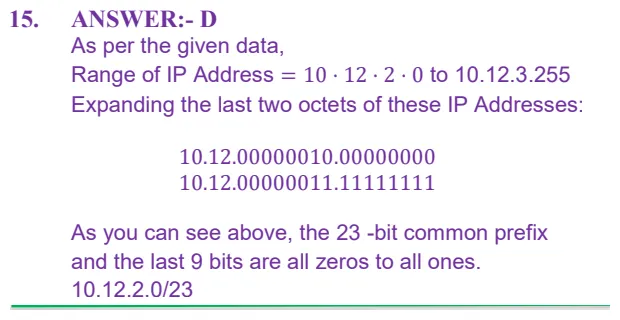 15. ANSWER:- D
As per the given data,
Range of IP Address = 10 · 12 · 2 · 0 to 10.12.3.255
Expanding the last two octets of these IP Addresses:
10.12.00000010.00000000
10.12.00000011.11111111
As you can see above, the 23 -bit common prefix
and the last 9 bits are all zeros to all ones.
10.12.2.0/23